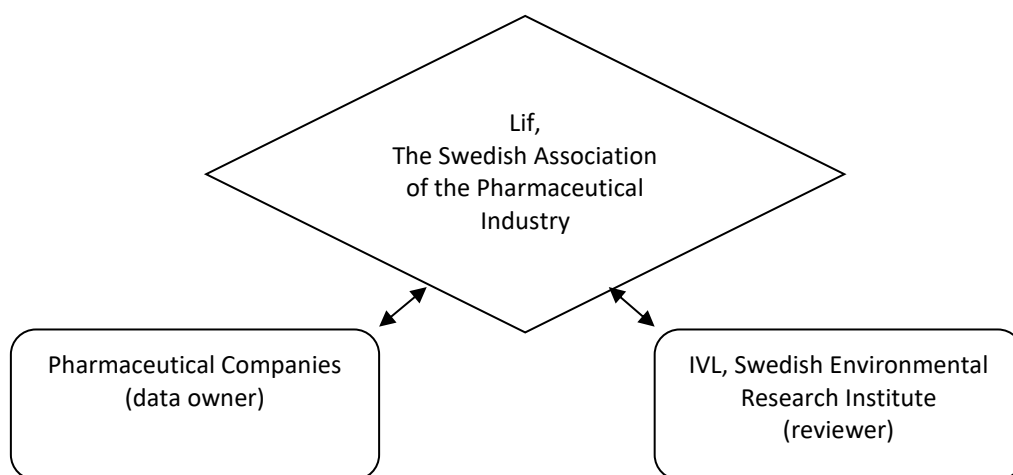 Lif,
The Swedish Association
of the Pharmaceutical
Industry
Pharmaceutical Companies
(data owner)
IVL, Swedish Environmental
Research Institute
(reviewer)